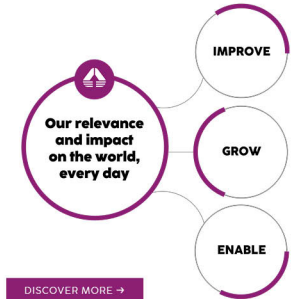 Our relevance
and impact
on the world,
every day
IMPROVE
GROW
ENABLE
DISCOVER MORE →